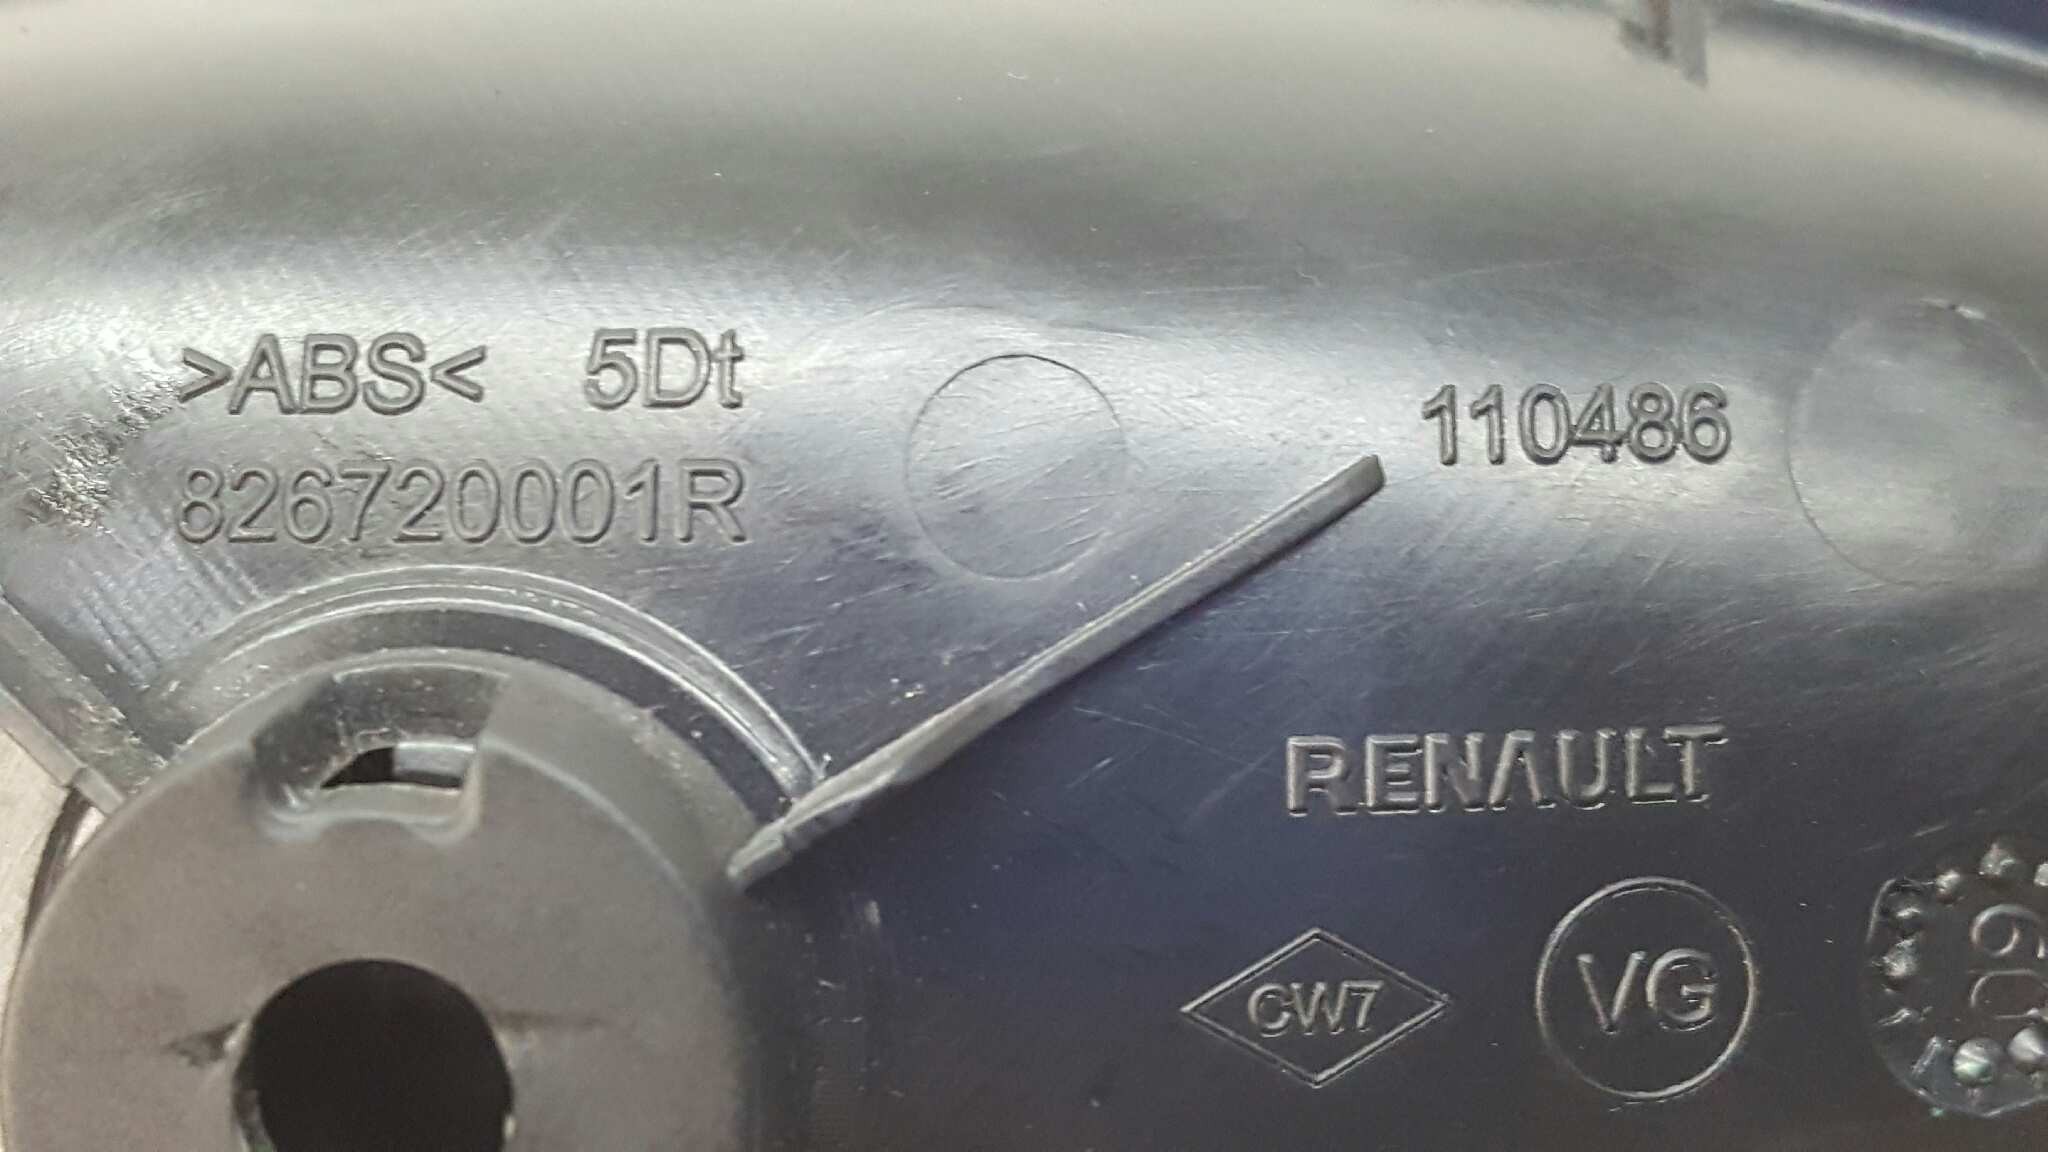 >ABS< 5Dt
826720001R
110486
RENAULT
CW7
VG